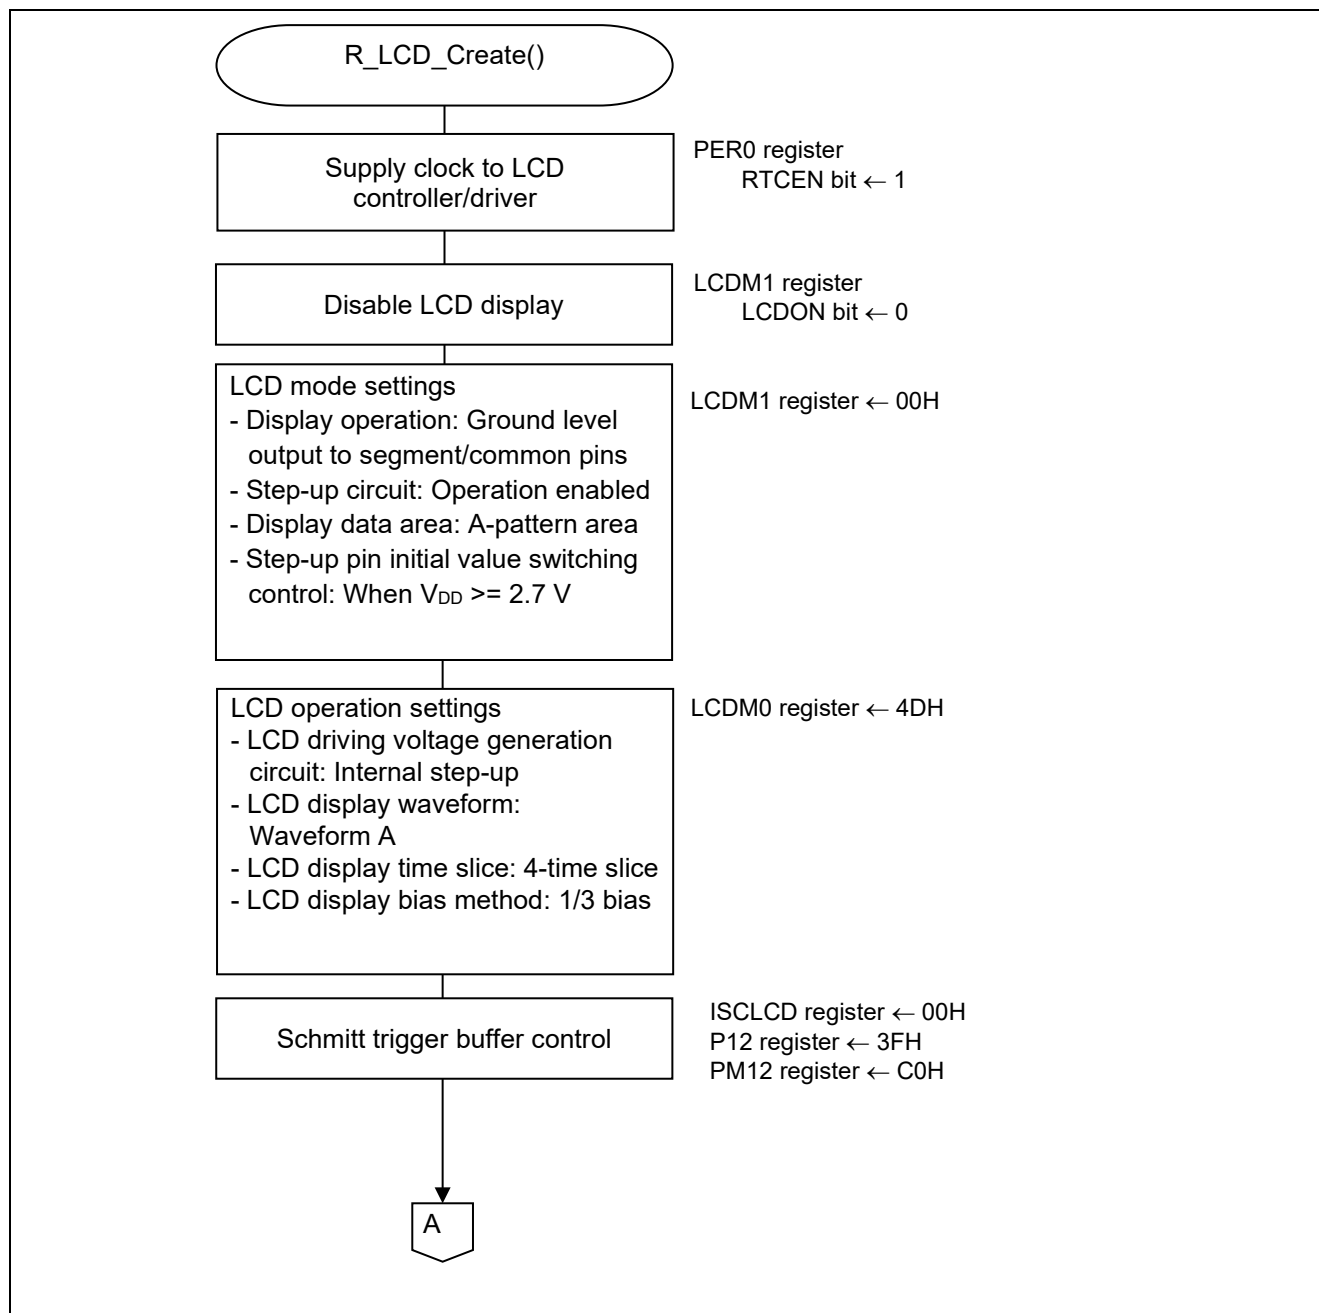 R_LCD_Create()
Supply clock to LCD
controller/driver
PER0 register
RTCEN bit ← 1
Disable LCD display
LCDM1 register
LCDON bit ← 0
LCD mode settings
- Display operation: Ground level
output to segment/common pins
- Step-up circuit: Operation enabled
- Display data area: A-pattern area
- Step-up pin initial value switching
control: When VDD >= 2.7 V
LCDM1 register ← 00H
LCD operation settings
- LCD driving voltage generation
circuit: Internal step-up
- LCD display waveform:
Waveform A
- LCD display time slice: 4-time slice
- LCD display bias method: 1/3 bias
LCDM0 register ← 4DH
Schmitt trigger buffer control
ISCLCD register ← 00H
P12 register ← 3FH
PM12 register ← C0H
A